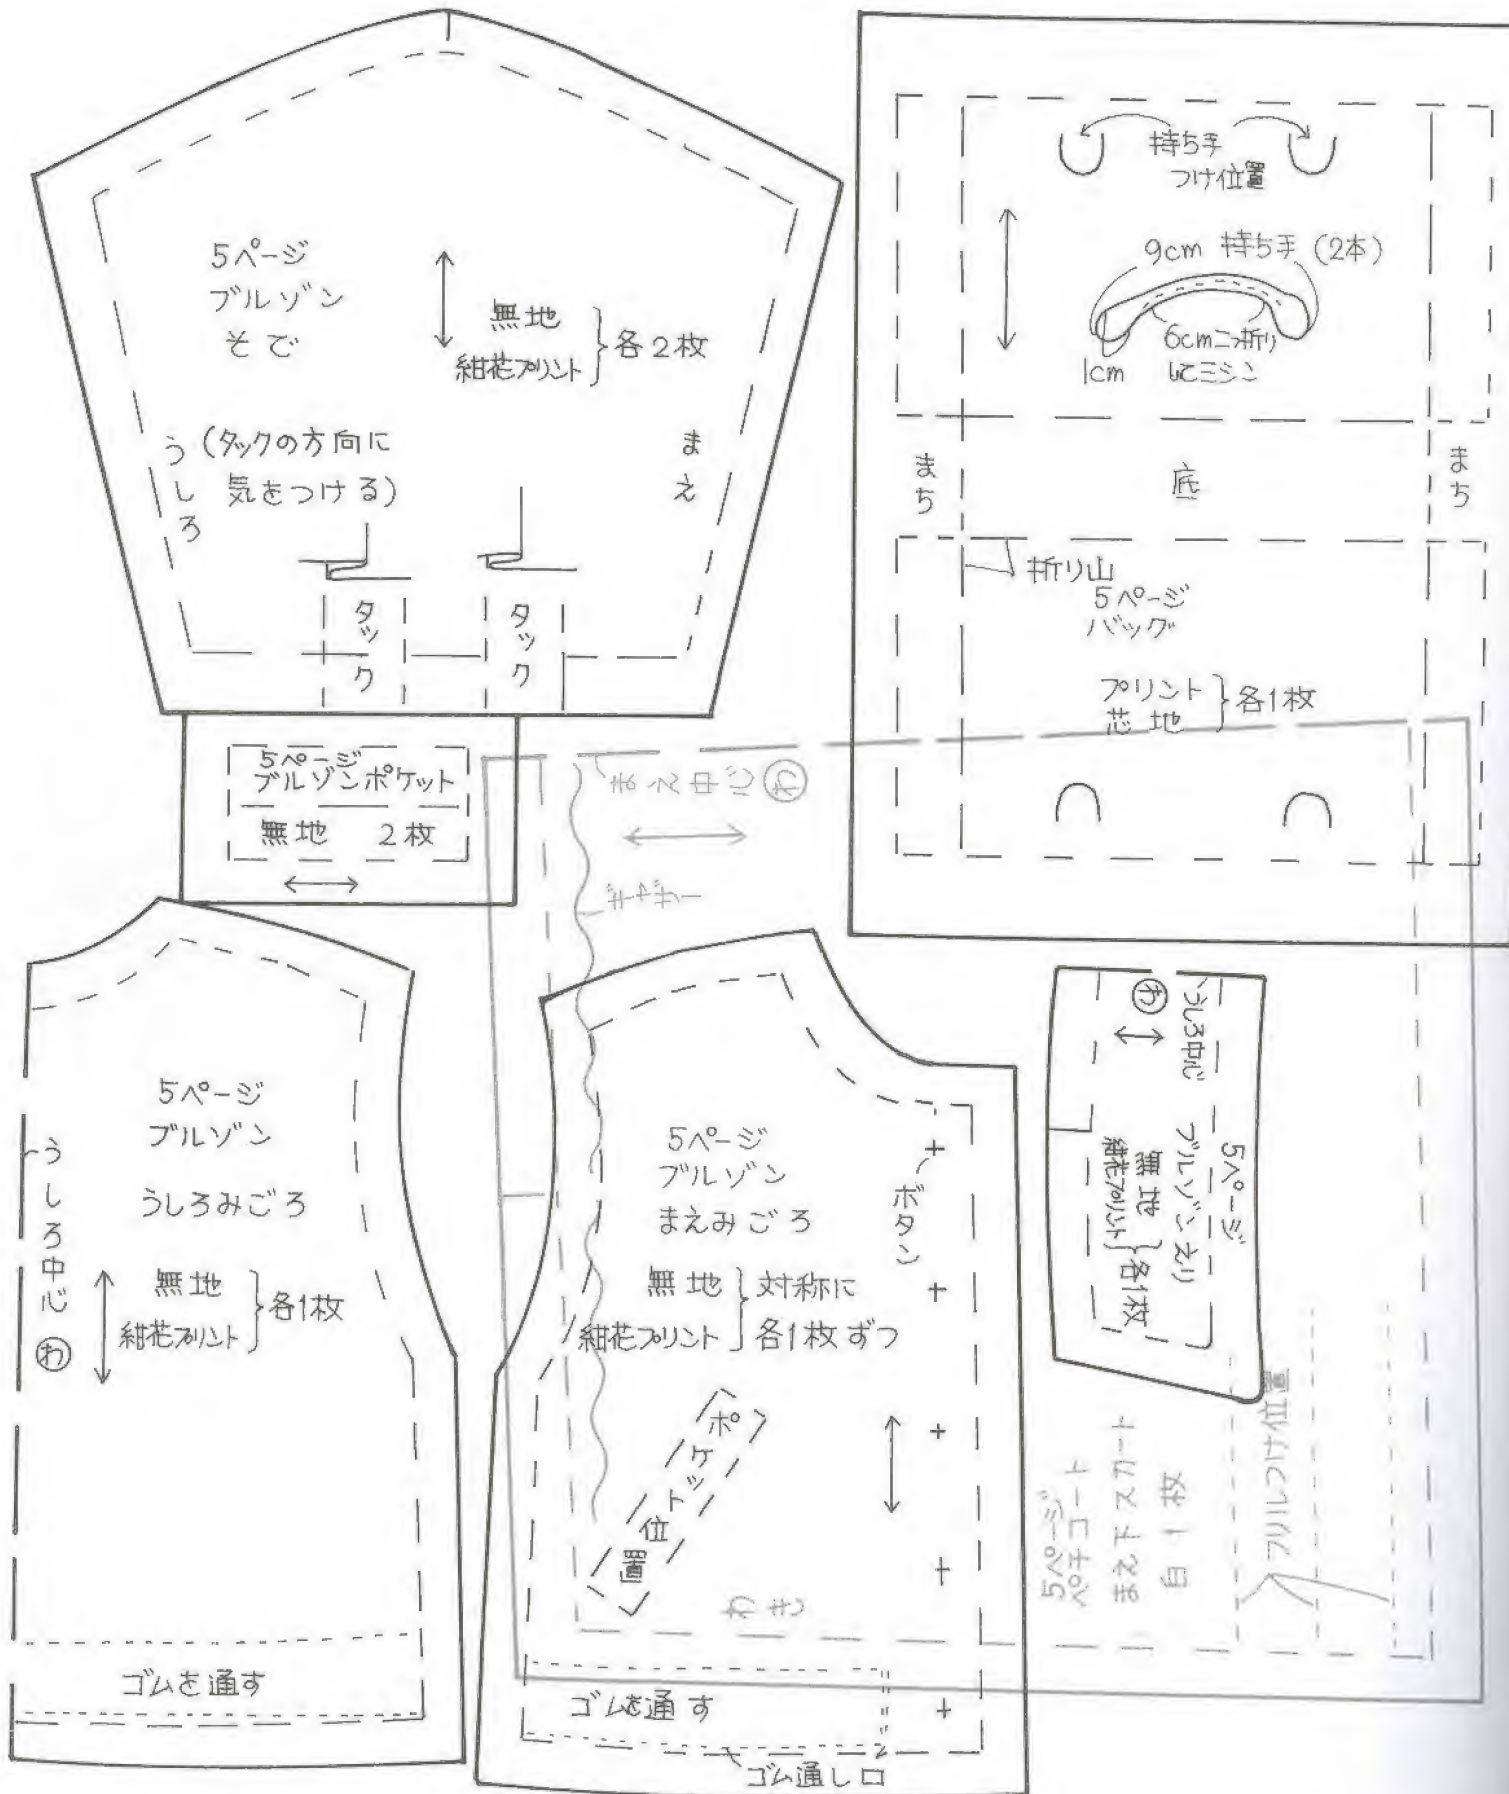 5ページ
ブルゾン
そで
無地
紺花プリント
各2枚
うしろ
(タックの方向に
気をつける)
まえ
タック
タック
持ち手
つけ位置
9cm 持ち手 (2本)
6cm二つ折り
1cm
してミシン
まち
底
まち
折り山
5ページ
バッグ
プリント
芯地
各1枚
5ページ
ブルゾンポケット
無地 2枚
まえ中心 わ
ギャザー
5ページ
ブルゾン
うしろみごろ
うしろ中心 わ
無地
紺花プリント
各1枚
ゴムを通す
5ページ
ブルゾン
まえみごろ
ボタン
無地
紺花プリント
対称に
各1枚ずつ
ポケット位置
わき
ゴムを通す
ゴム通し口
うしろ中心
わ
5ページ
ブルゾンえり
無地
紺花プリント
各1枚
5ページ
ペチコート
まえ下スカート
白1枚
フリルつけ位置